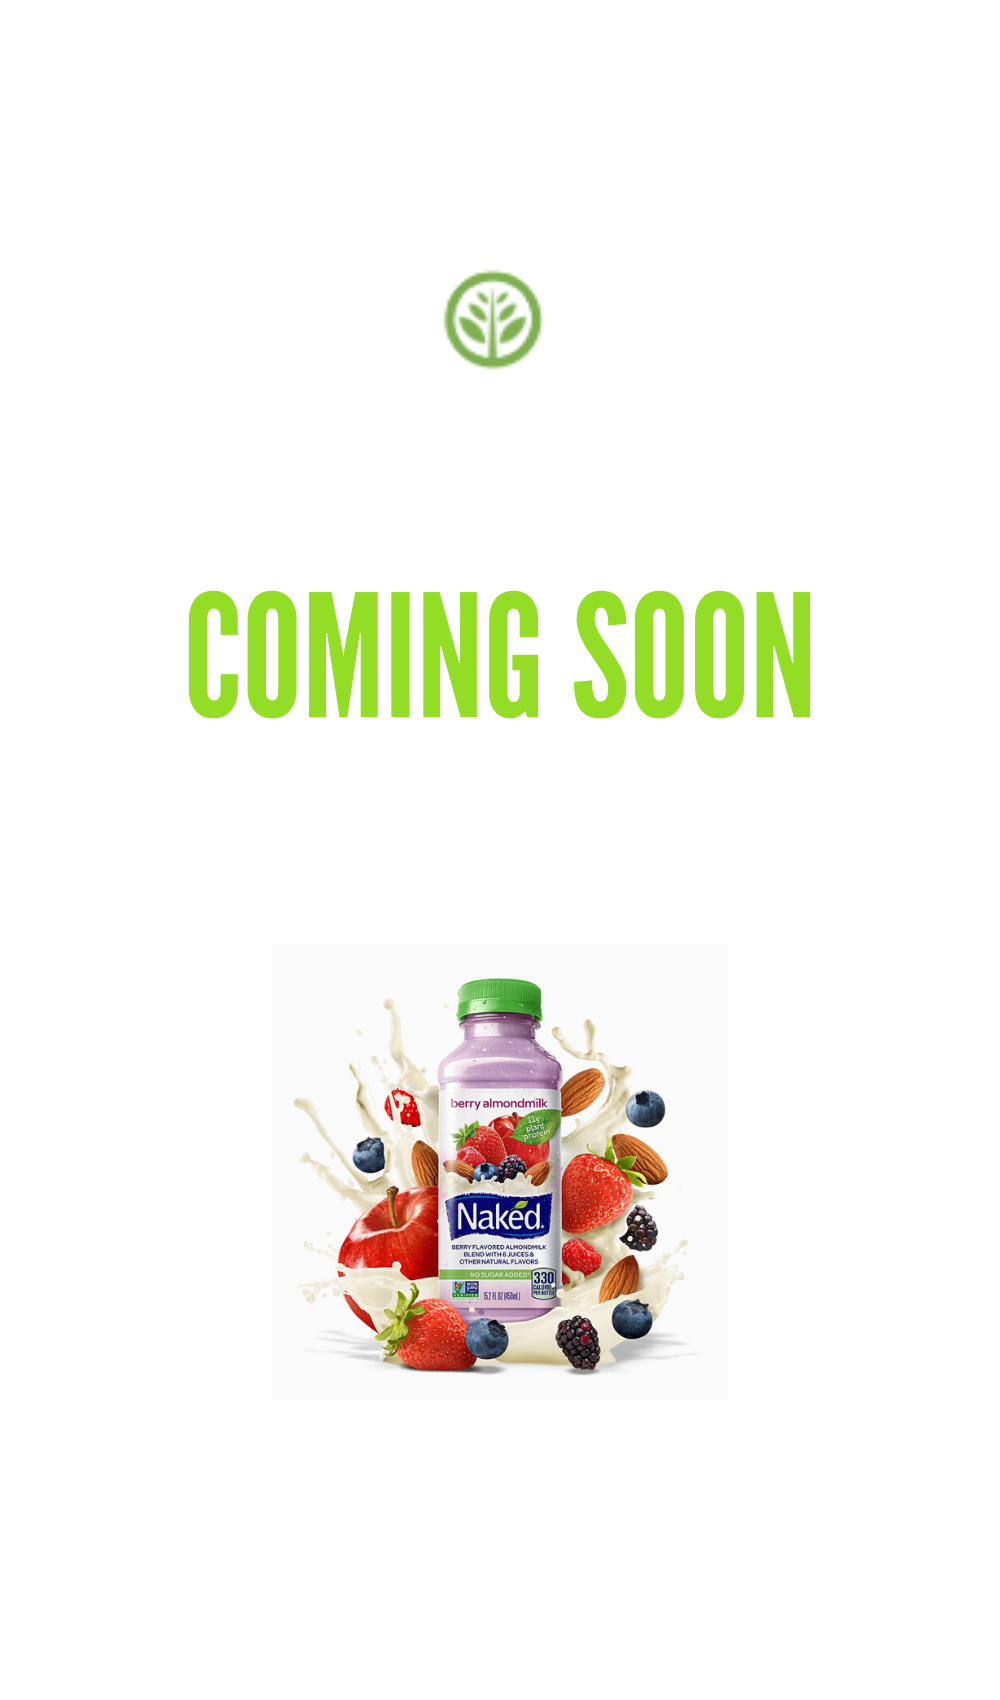 COMING SOON
berry almondmilk
11g
plant
protein
Naked
BERRY FLAVORED ALMONDMILK
BLEND WITH 6 JUICES &
OTHER NATURAL FLAVORS
NO SUGAR ADDED*
330
CALORIES
PER BOTTLE
15.2 FL OZ (450mL)